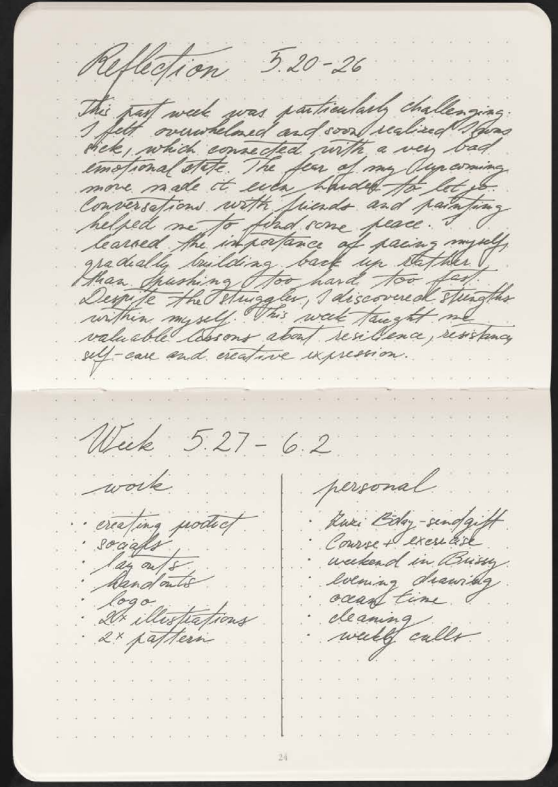 Reflection 5.20-26
This past week was particularly challenging.
I felt overwhelmed and soon realized I was
sick, which connected with a very bad
emotional state. The fear of my upcoming
move made it even harder to let go.
Conversations with friends and painting
helped me to find some peace. I
learned the importance of pacing myself,
gradually building back up rather
than pushing too hard too fast.
Despite the struggles, I discovered strengths
within myself. This week taught me
valuable lessons about resilience, resistance,
self-care and creative expression.
Week 5.27-6.2
work
· creating product
· socials
· layouts
· handouts
· logo
· 20x illustrations
· 2x pattern
personal
· Bday-send gift
· Course + exercise
· weekend in
· evening drawing
· ocean time
· cleaning
· weekly calls
24